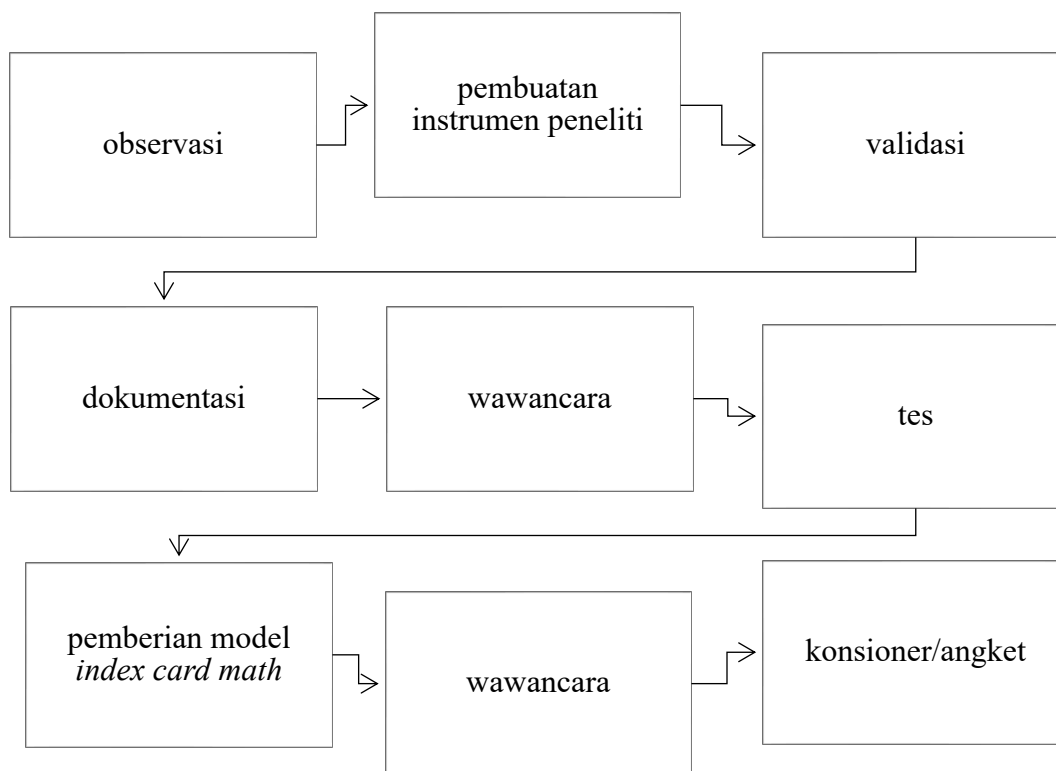 observasi
pembuatan
instrumen peneliti
validasi
dokumentasi
wawancara
tes
pemberian model
index card math
wawancara
konsioner/angket